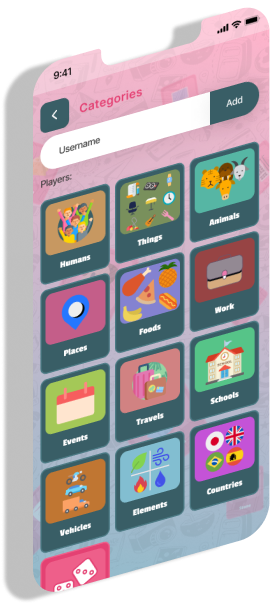 9:41
Categories
Username
Add
Players:
Humans
Things
Animals
Places
Foods
Work
Events
Travels
Schools
Vehicles
Elements
Countries